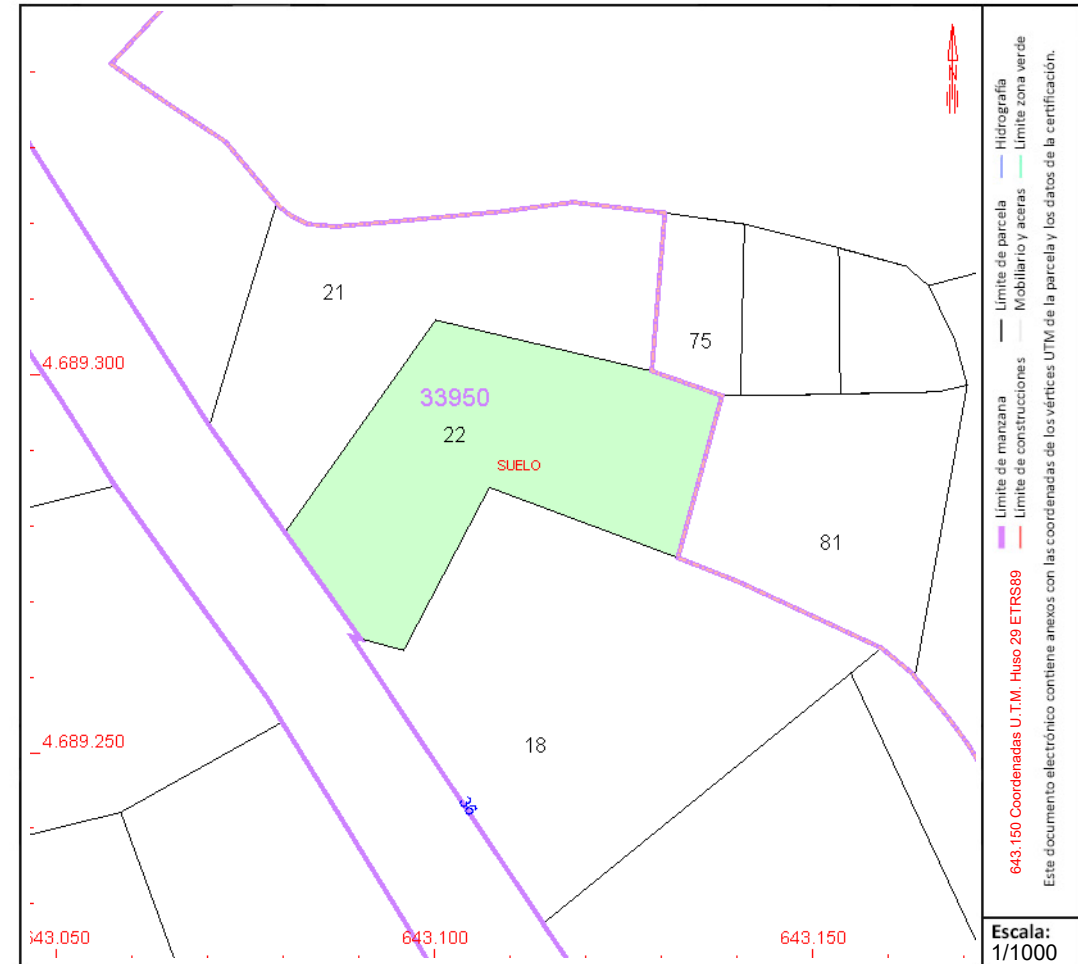 N
21
75
4.689.300
33950
22
SUELO
81
4.689.250
18
36
643.050
643.100
643.150
Límite de manzana
Límite de parcela
Hidrografía
Límite de construcciones
Mobiliario y aceras
Límite zona verde
643.150 Coordenadas U.T.M. Huso 29 ETRS89
Este documento electrónico contiene anexos con las coordenadas de los vértices UTM de la parcela y los datos de la certificación.
Escala:
1/1000